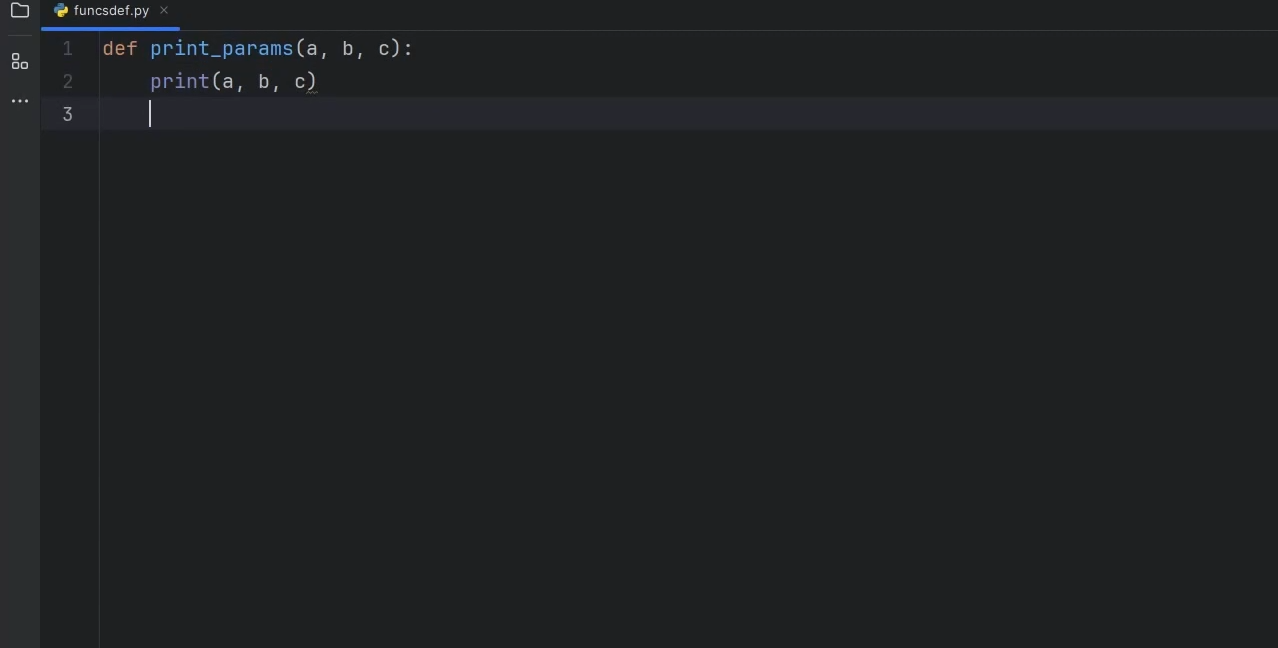 funcsdef.py
1 def print_params(a, b, c):
2     print(a, b, c)
3